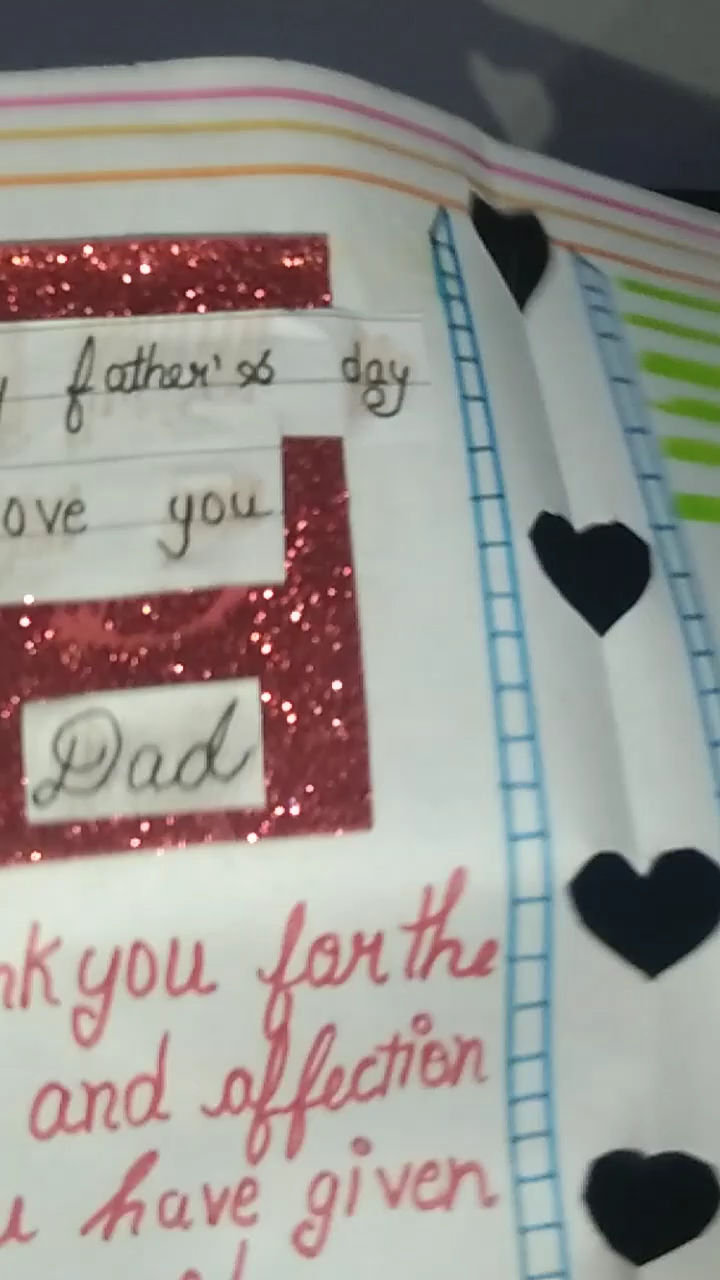 father's day
ove you
Dad
nk you for the
and affection
u have given